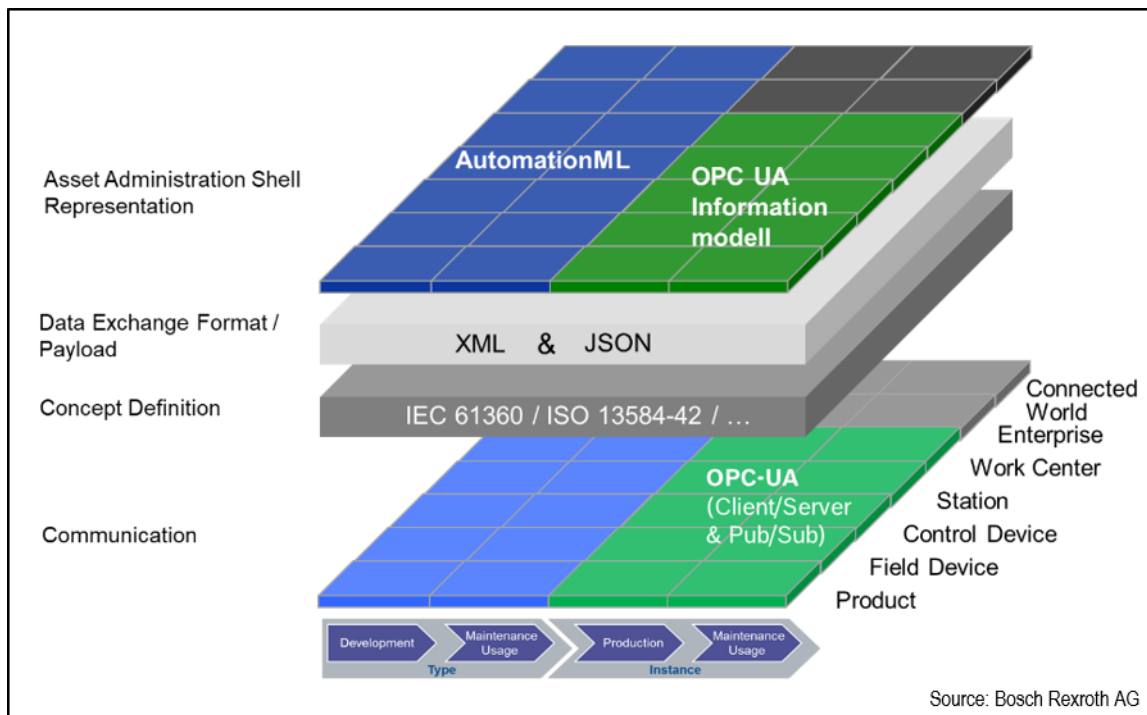 Asset Administration Shell
Representation
AutomationML
OPC UA
Information
modell
Data Exchange Format /
Payload
XML & JSON
Concept Definition
IEC 61360 / ISO 13584-42 / …
Connected
World
Enterprise
Work Center
Station
Control Device
Field Device
Product
Communication
OPC-UA
(Client/Server
& Pub/Sub)
Development
Maintenance
Usage
Production
Maintenance
Usage
Type
Instance
Source: Bosch Rexroth AG